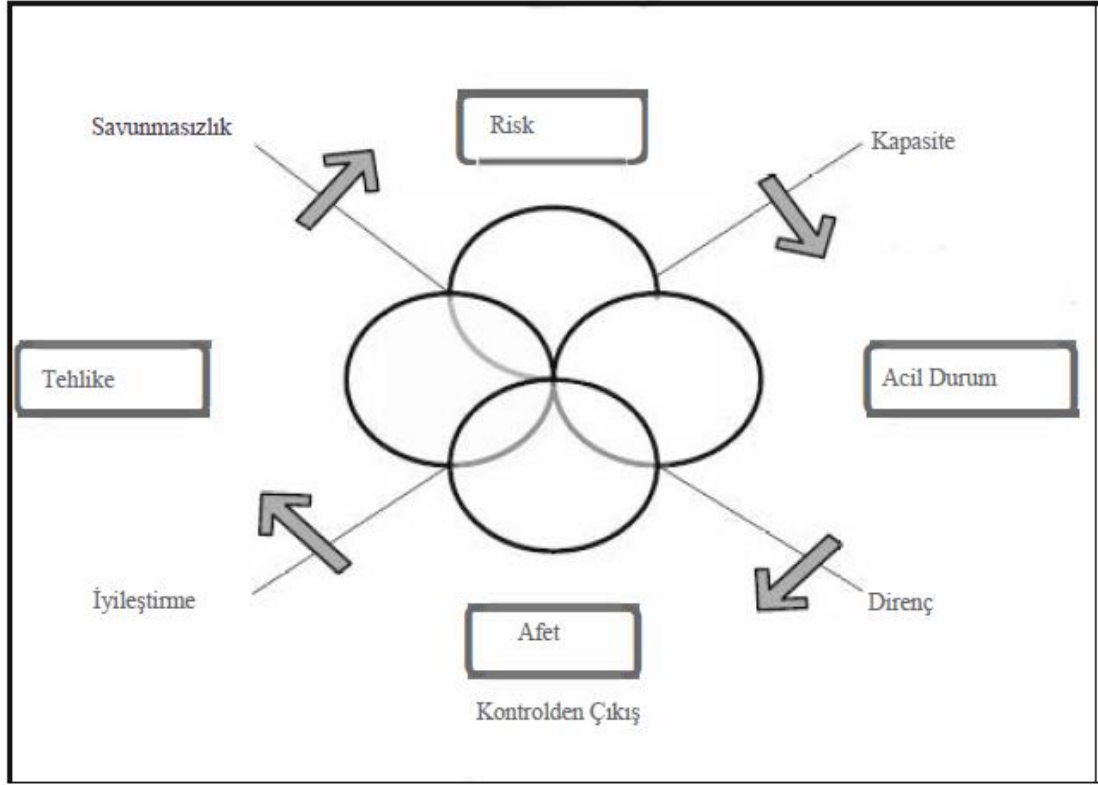 Savunmasızlık
Risk
Kapasite
Tehlike
Acil Durum
İyileştirme
Afet
Direnç
Kontrolden Çıkış